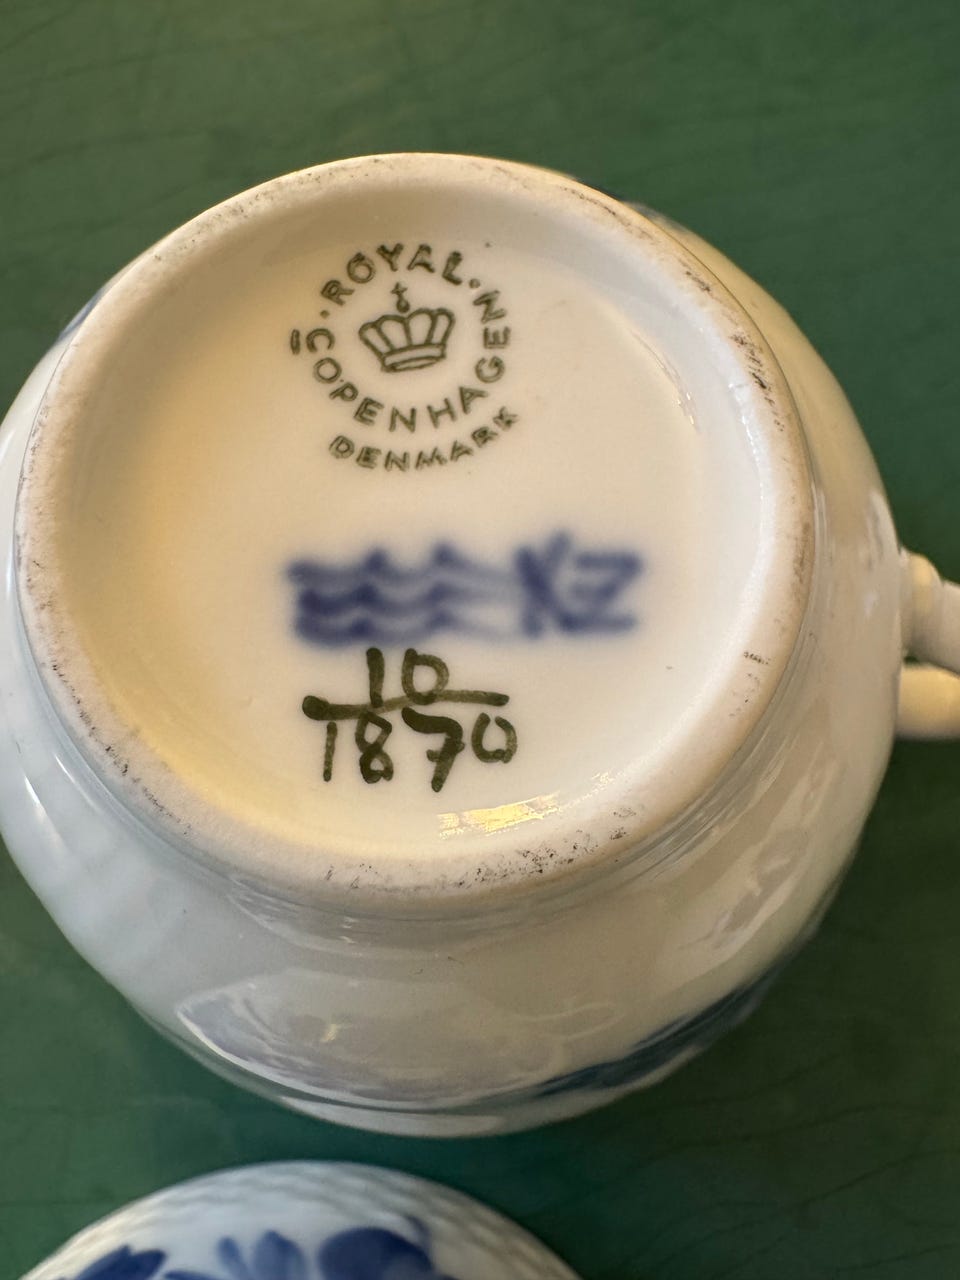 ROYAL
COPENHAGEN
DENMARK
10
1870